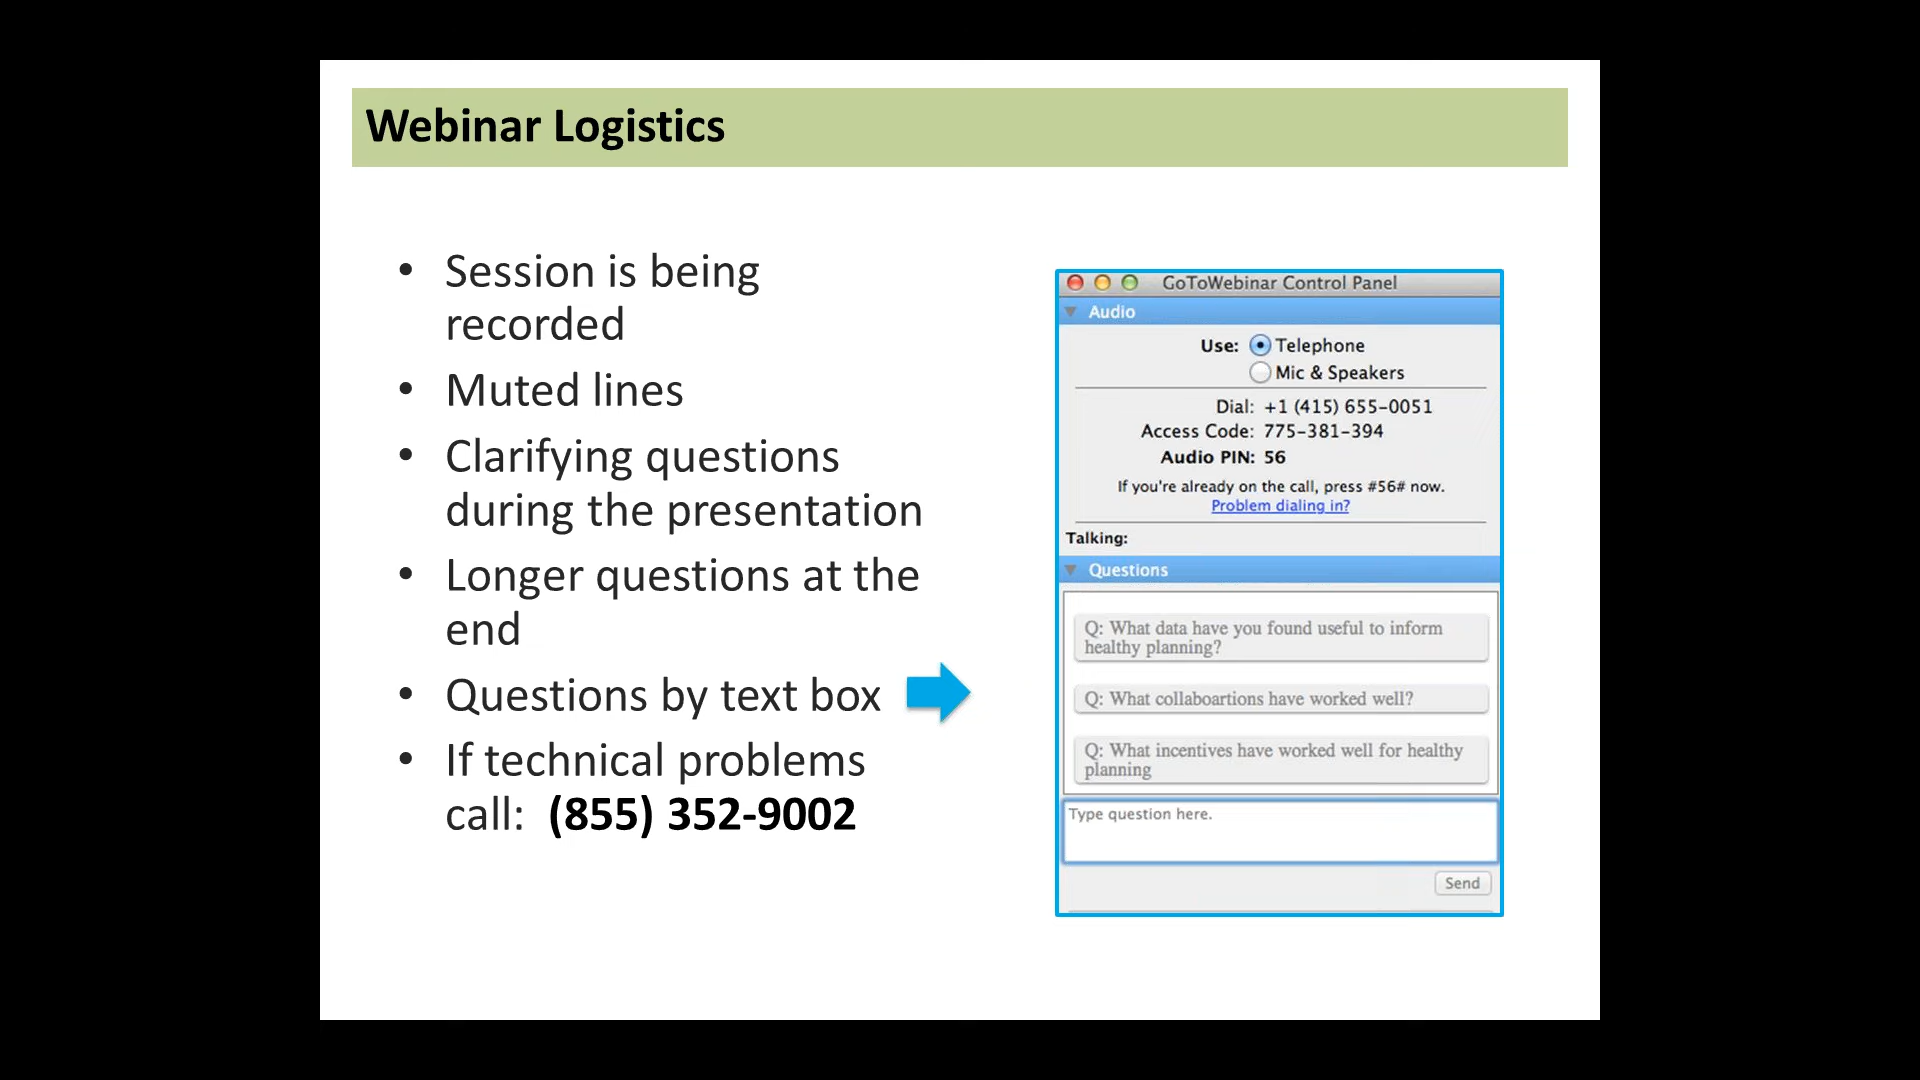 Webinar Logistics
• Session is being
recorded
• Muted lines
• Clarifying questions
during the presentation
• Longer questions at the
end
• Questions by text box
• If technical problems
call: (855) 352-9002
GoToWebinar Control Panel
Audio
Use: Telephone
Mic & Speakers
Dial: +1 (415) 655-0051
Access Code: 775-381-394
Audio PIN: 56
If you're already on the call, press #56# now.
Problem dialing in?
Talking:
Questions
Q: What data have you found useful to inform
healthy planning?
Q: What collaboartions have worked well?
Q: What incentives have worked well for healthy
planning
Type question here.
Send